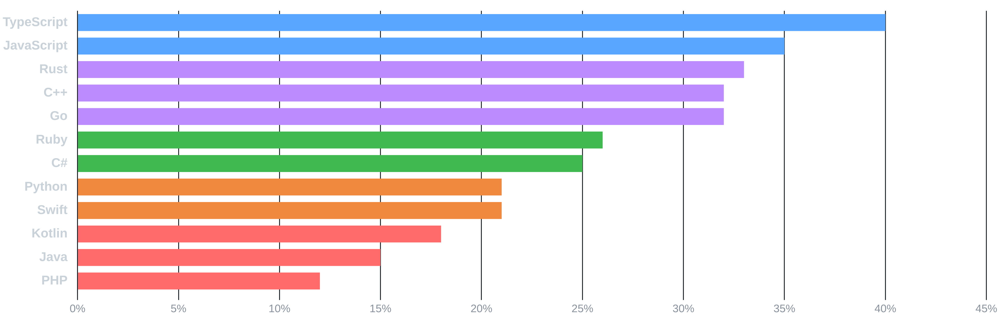 TypeScript
JavaScript
Rust
C++
Go
Ruby
C#
Python
Swift
Kotlin
Java
PHP
0% 5% 10% 15% 20% 25% 30% 35% 40% 45%